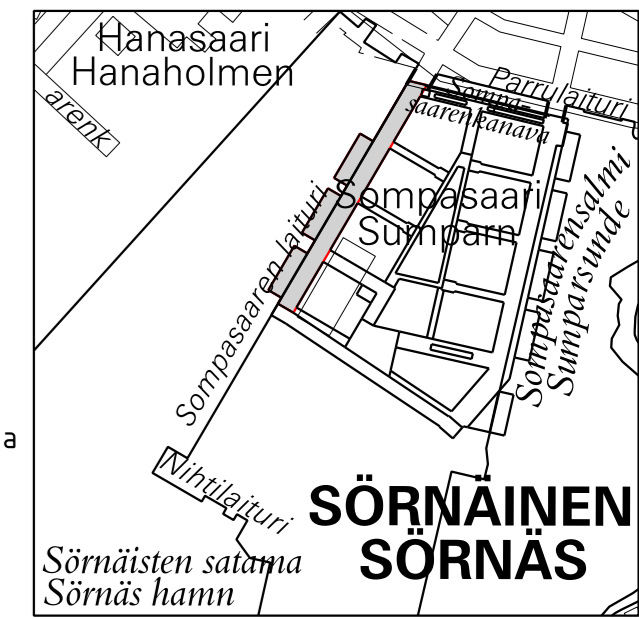 Hanasaari
Hanaholmen
arenk
Parrulaituri
Sompa-
saarenkanava
Sompasaari
Sumparn
Sompasaaren laituri
Sompasaarensalmi
Sumparsunde
a
Nihtilaituri
SÖRNÄINEN
SÖRNÄS
Sörnäisten satama
Sörnäs hamn